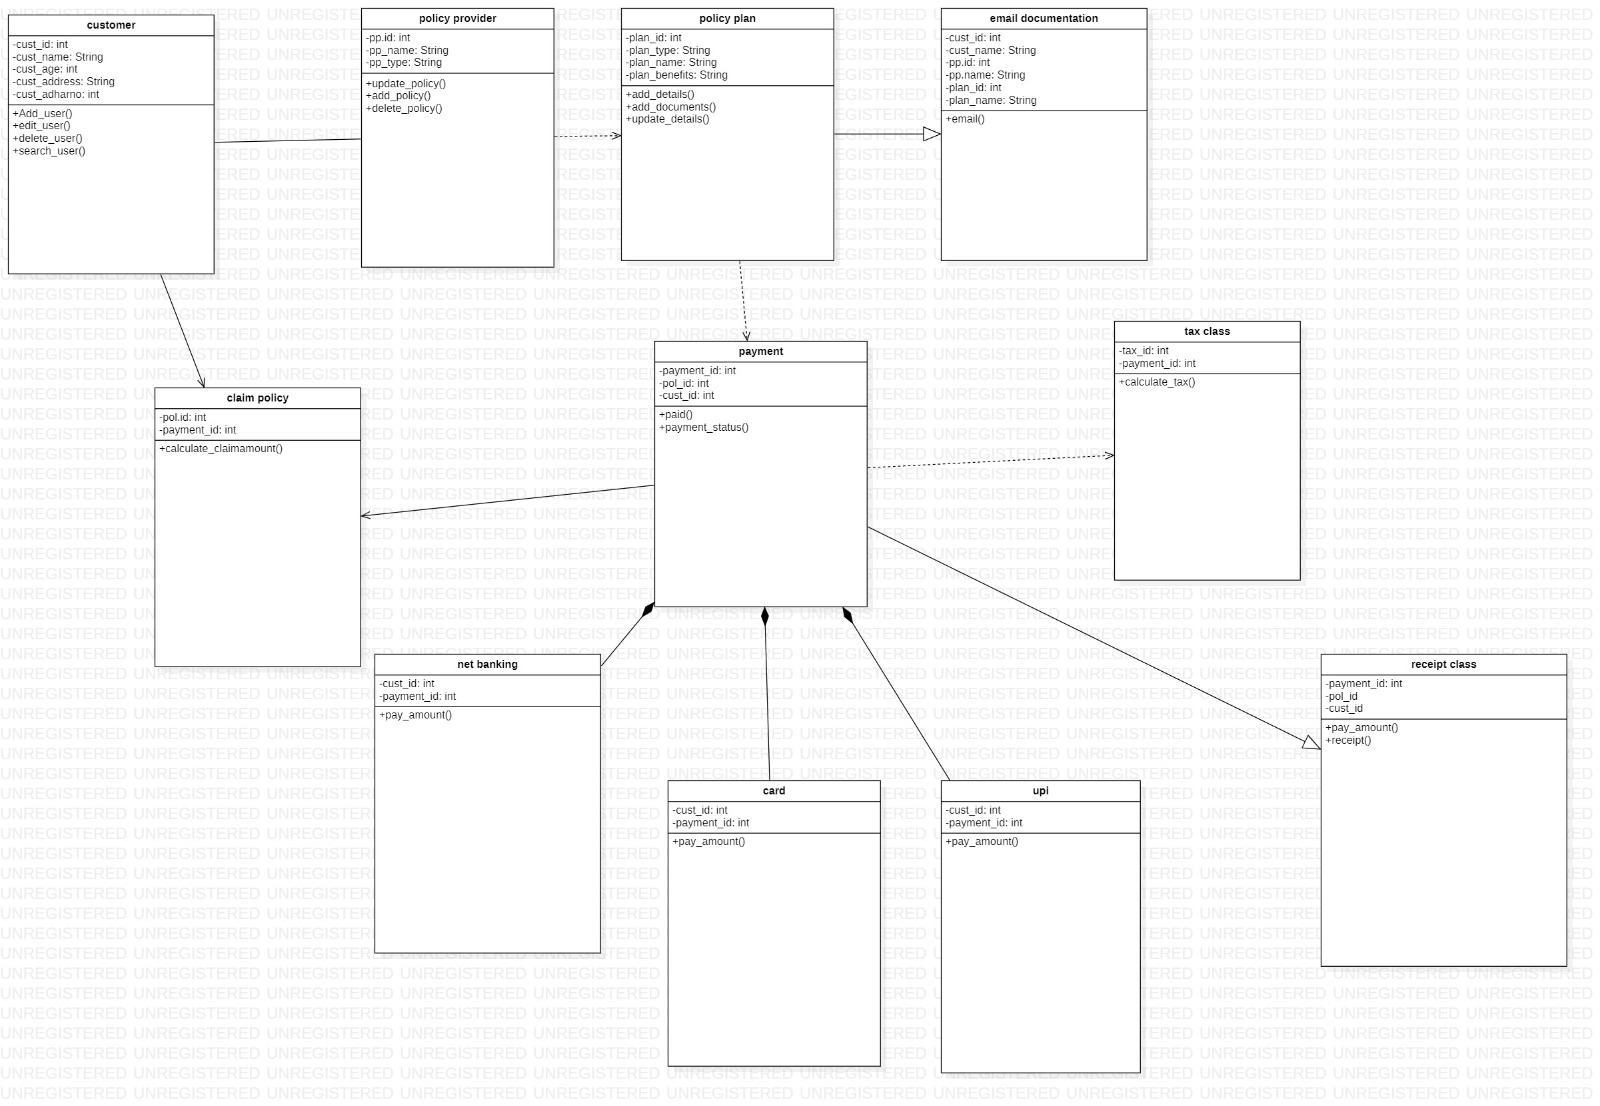 customer
-cust_id: int
-cust_name: String
-cust_age: int
-cust_address: String
-cust_adharno: int
+Add_user()
+edit_user()
+delete_user()
+search_user()
policy provider
-pp.id: int
-pp_name: String
-pp_type: String
+update_policy()
+add_policy()
+delete_policy()
policy plan
-plan_id: int
-plan_type: String
-plan_name: String
-plan_benefits: String
+add_details()
+add_documents()
+update_details()
email documentation
-cust_id: int
-cust_name: String
-pp.id: int
-pp.name: String
-plan_id: int
-plan_name: String
+email()
claim policy
-pol.id: int
-payment_id: int
+calculate_claimamount()
payment
-payment_id: int
-pol_id: int
-cust_id: int
+paid()
+payment_status()
tax class
-tax_id: int
-payment_id: int
+calculate_tax()
net banking
-cust_id: int
-payment_id: int
+pay_amount()
card
-cust_id: int
-payment_id: int
+pay_amount()
upi
-cust_id: int
-payment_id: int
+pay_amount()
receipt class
-payment_id: int
-pol_id
-cust_id
+pay_amount()
+receipt()
UNREGISTERED